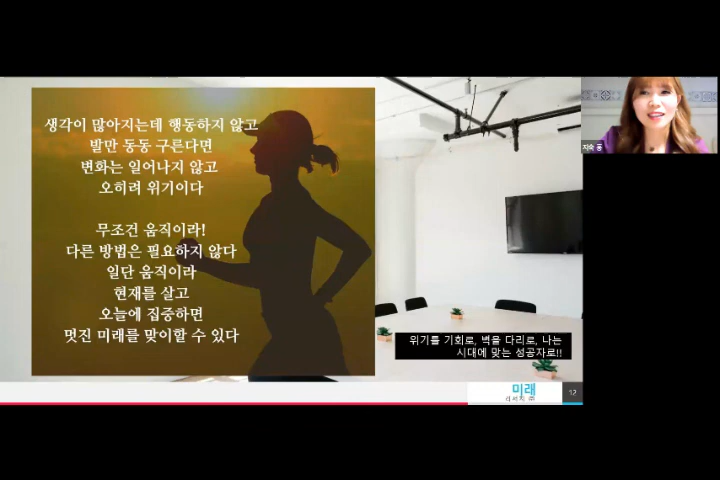 생각이 많아지는데 행동하지 않고
발만 동동 구른다면
변화는 일어나지 않고
오히려 위기이다
무조건 움직이라!
다른 방법은 필요하지 않다
일단 움직이라
현재를 살고
오늘에 집중하면
멋진 미래를 맞이할 수 있다
위기를 기회로, 벽을 다리로, 나는
시대에 맞는 성공자로!!
미래
12